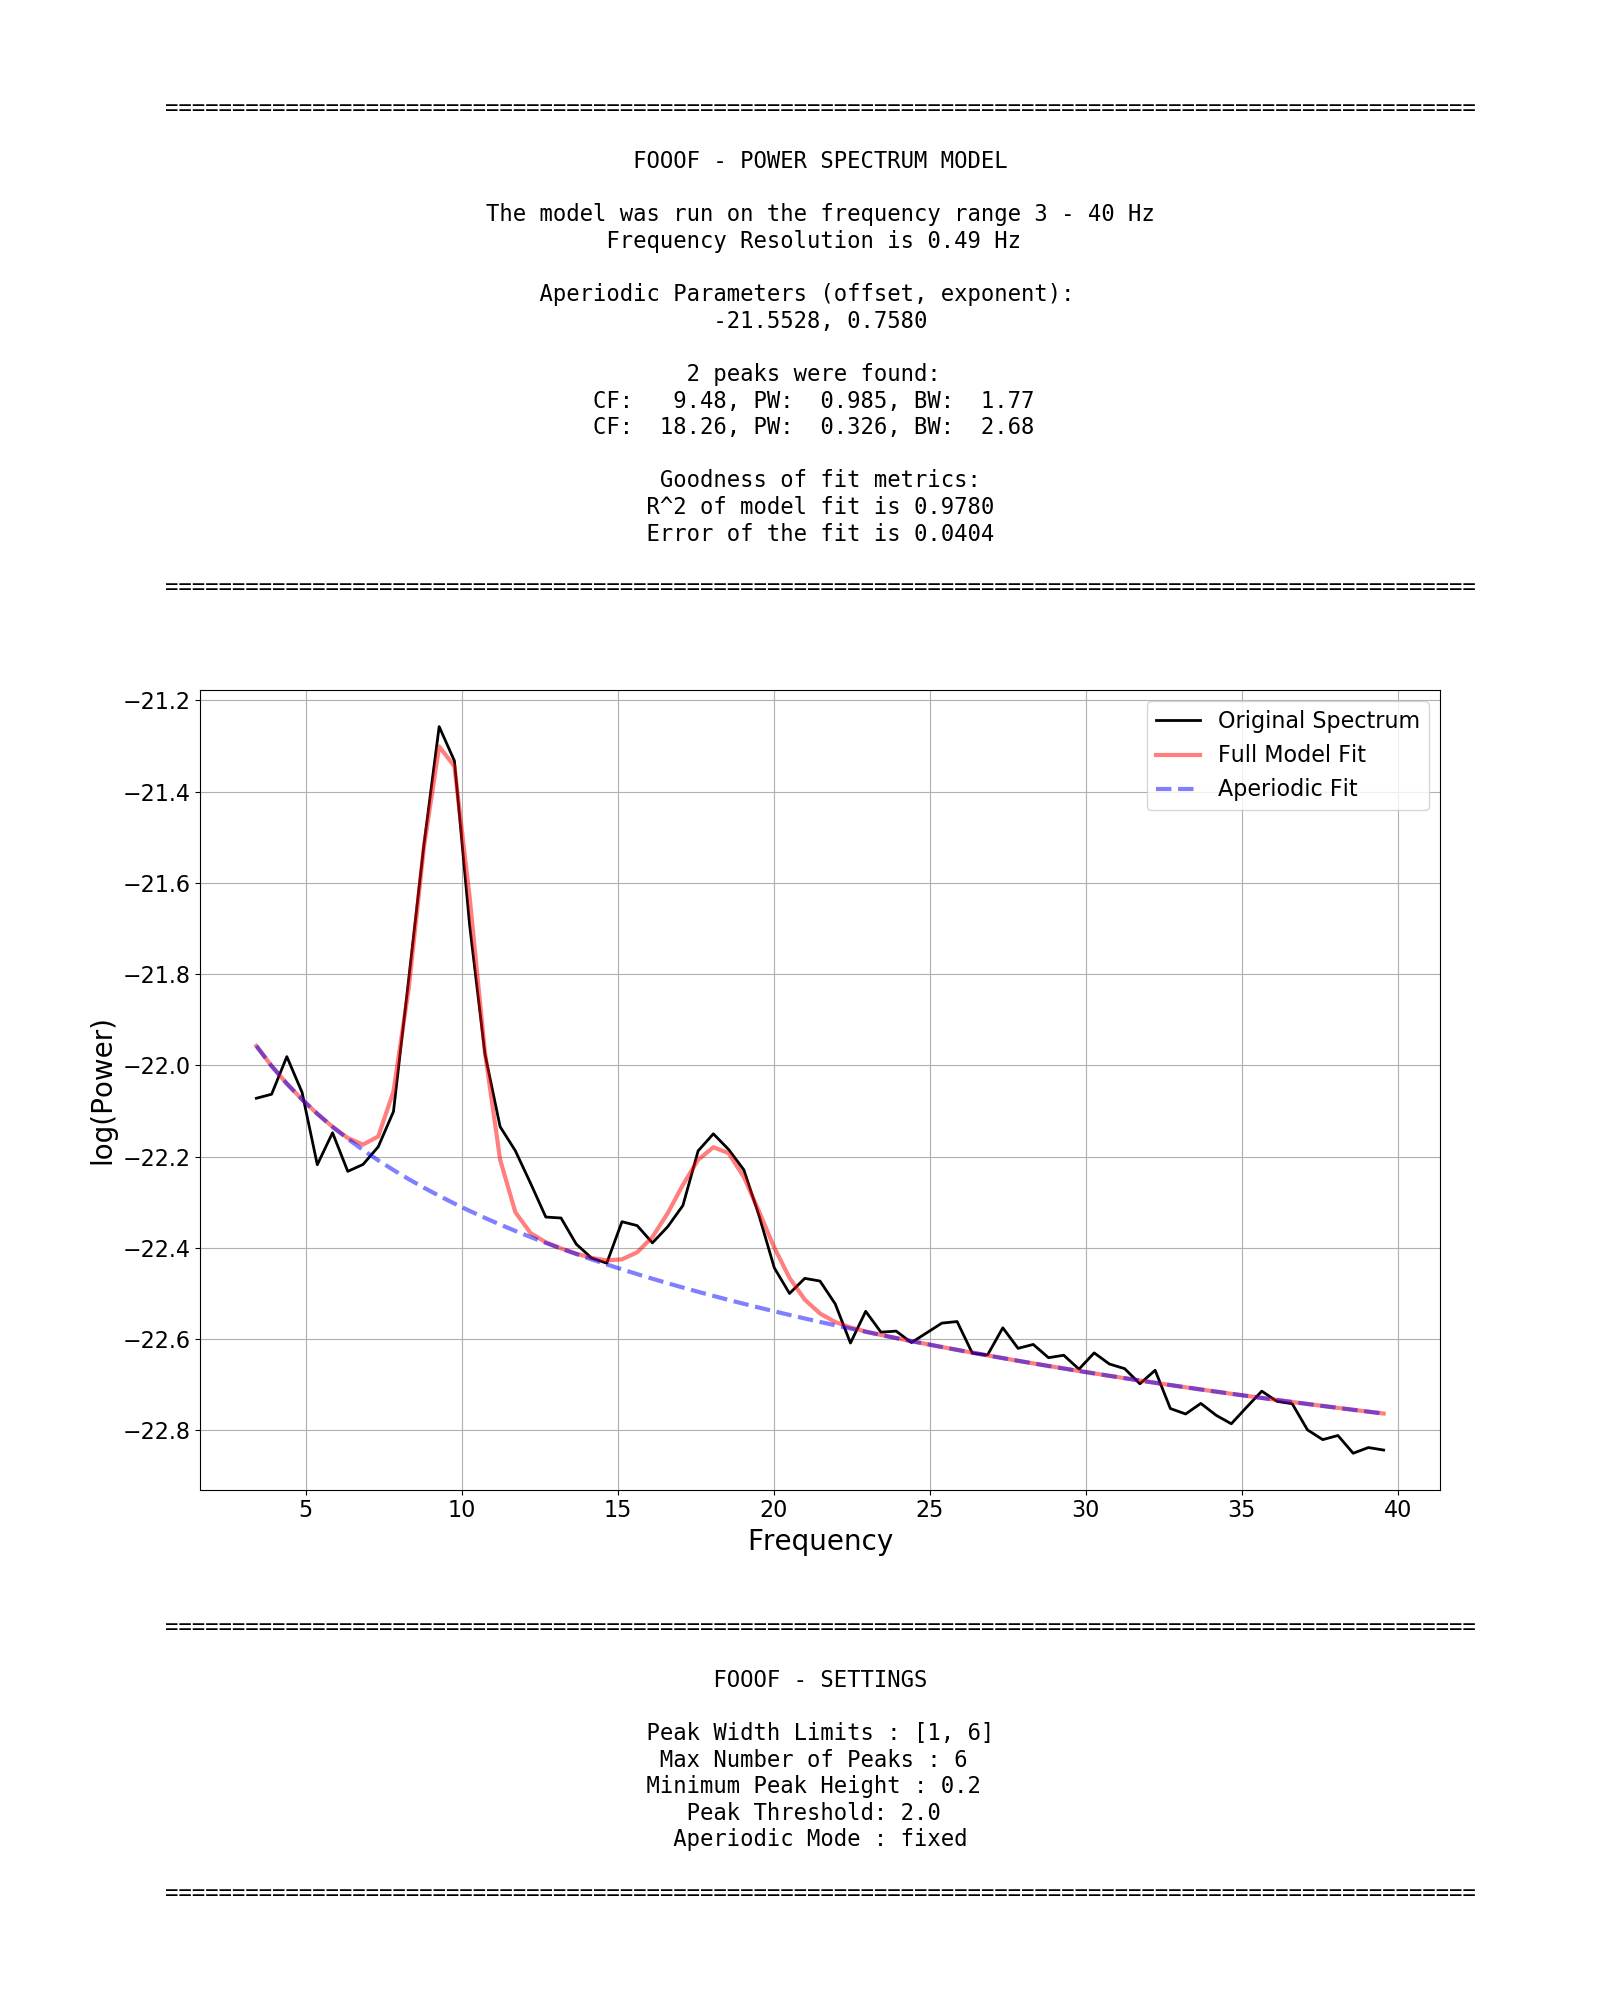 ==================================================================================================
FOOOF - POWER SPECTRUM MODEL
The model was run on the frequency range 3 - 40 Hz
Frequency Resolution is 0.49 Hz
Aperiodic Parameters (offset, exponent):
-21.5528, 0.7580
2 peaks were found:
CF:   9.48, PW:  0.985, BW:  1.77
CF:  18.26, PW:  0.326, BW:  2.68
Goodness of fit metrics:
R^2 of model fit is 0.9780
Error of the fit is 0.0404
==================================================================================================
−21.2
−21.4
−21.6
−21.8
−22.0
−22.2
−22.4
−22.6
−22.8
log(Power)
Original Spectrum
Full Model Fit
Aperiodic Fit
5 10 15 20 25 30 35 40
Frequency
==================================================================================================
FOOOF - SETTINGS
Peak Width Limits : [1, 6]
Max Number of Peaks : 6
Minimum Peak Height : 0.2
Peak Threshold: 2.0
Aperiodic Mode : fixed
==================================================================================================